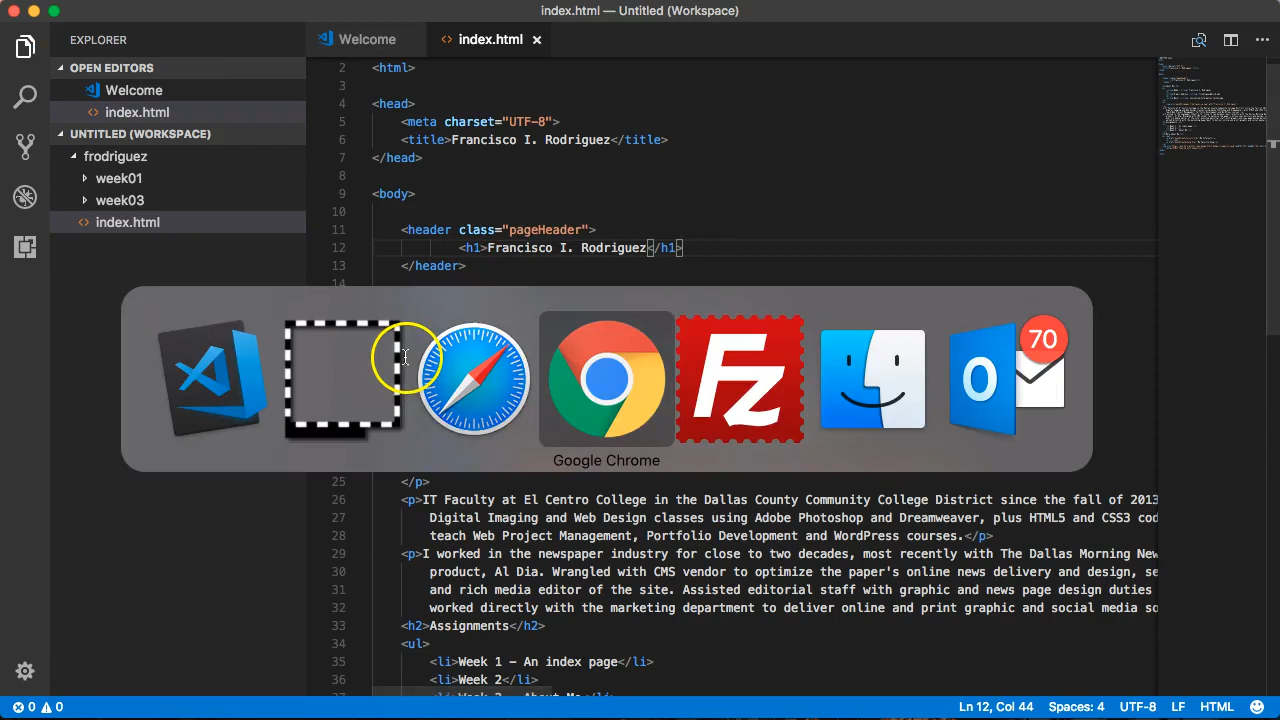 index.html — Untitled (Workspace)
EXPLORER
Welcome
index.html
OPEN EDITORS
Welcome
index.html
UNTITLED (WORKSPACE)
frodriguez
week01
week03
index.html
2 <html>
3
4 <head>
5 <meta charset="UTF-8">
6 <title>Francisco I. Rodriguez</title>
7 </head>
8
9 <body>
10
11 <header class="pageHeader">
12 <h1>Francisco I. Rodriguez</h1>
13 </header>
14
70
Google Chrome
25 </p>
26 <p>IT Faculty at El Centro College in the Dallas County Community College District since the fall of 2013
27 Digital Imaging and Web Design classes using Adobe Photoshop and Dreamweaver, plus HTML5 and CSS3 cod
28 teach Web Project Management, Portfolio Development and WordPress courses.</p>
29 <p>I worked in the newspaper industry for close to two decades, most recently with The Dallas Morning New
30 product, Al Dia. Wrangled with CMS vendor to optimize the paper's online news delivery and design, se
31 and rich media editor of the site. Assisted editorial staff with graphic and news page design duties
32 worked directly with the marketing department to deliver online and print graphic and social media so
33 <h2>Assignments</h2>
34 <ul>
35 <li>Week 1 – An index page</li>
36 <li>Week 2</li>
0 0
Ln 12, Col 44 Spaces: 4 UTF-8 LF HTML